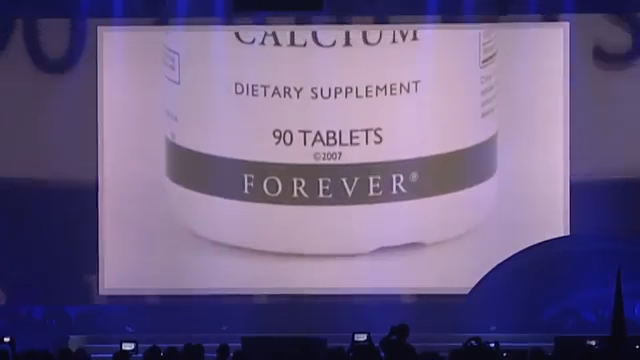 CALCIUM
DIETARY SUPPLEMENT
90 TABLETS
©2007
FOREVER®